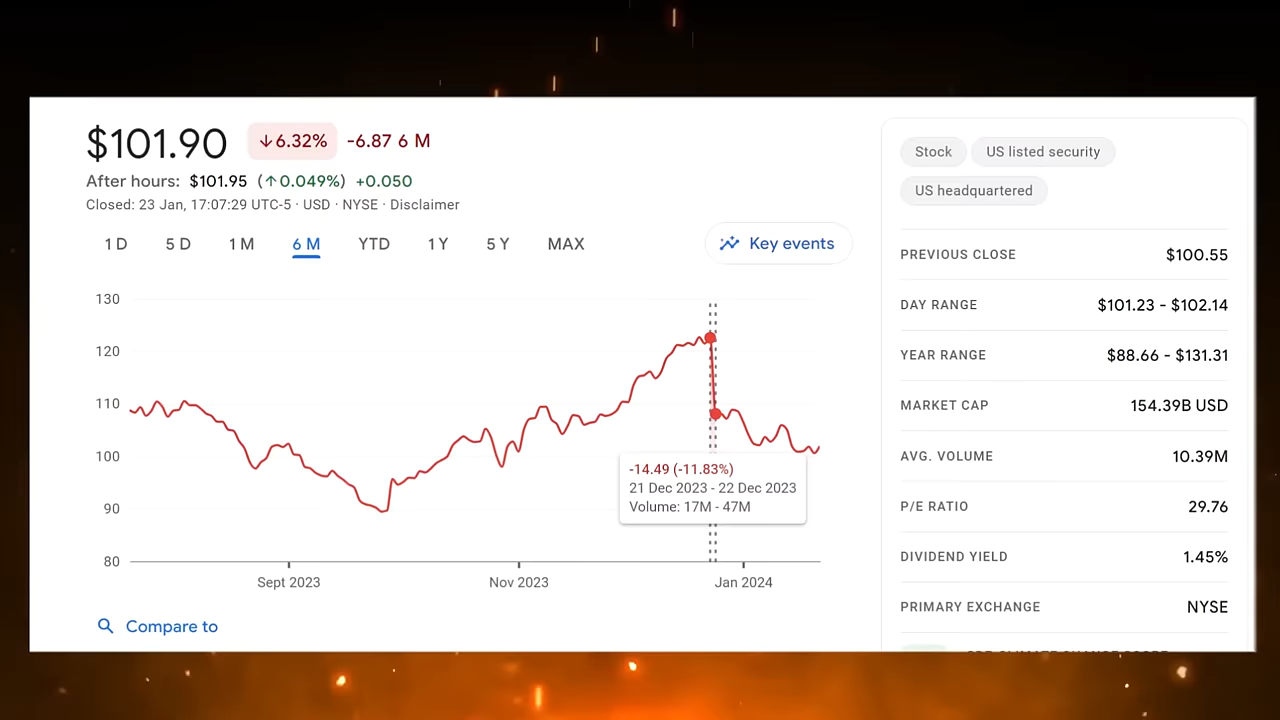 $101.90 ↓6.32% -6.87 6 M
After hours: $101.95 (↑0.049%) +0.050
Closed: 23 Jan, 17:07:29 UTC-5 · USD · NYSE · Disclaimer
1 D 5 D 1 M 6 M YTD 1 Y 5 Y MAX
Key events
130
120
110
100
90
80
-14.49 (-11.83%)
21 Dec 2023 - 22 Dec 2023
Volume: 17M - 47M
Sept 2023 Nov 2023 Jan 2024
Compare to
Stock US listed security
US headquartered
PREVIOUS CLOSE $100.55
DAY RANGE $101.23 - $102.14
YEAR RANGE $88.66 - $131.31
MARKET CAP 154.39B USD
AVG. VOLUME 10.39M
P/E RATIO 29.76
DIVIDEND YIELD 1.45%
PRIMARY EXCHANGE NYSE